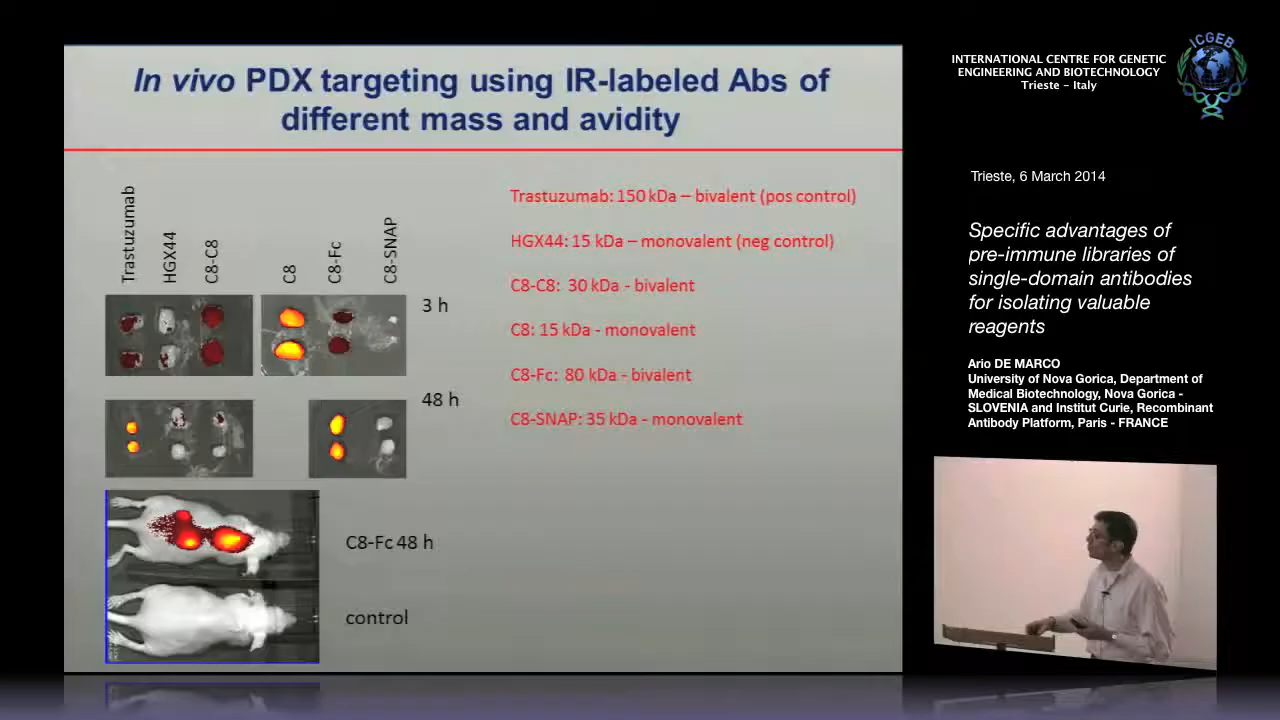 In vivo PDX targeting using IR-labeled Abs of
different mass and avidity
Trastuzumab
HGX44
C8-C8
C8
C8-Fc
C8-SNAP
3 h
48 h
C8-Fc 48 h
control
Trastuzumab: 150 kDa – bivalent (pos control)
HGX44: 15 kDa – monovalent (neg control)
C8-C8: 30 kDa - bivalent
C8: 15 kDa - monovalent
C8-Fc: 80 kDa - bivalent
C8-SNAP: 35 kDa - monovalent
INTERNATIONAL CENTRE FOR GENETIC
ENGINEERING AND BIOTECHNOLOGY
Trieste - Italy
ICGEB
Trieste, 6 March 2014
Specific advantages of
pre-immune libraries of
single-domain antibodies
for isolating valuable
reagents
Ario DE MARCO
University of Nova Gorica, Department of
Medical Biotechnology, Nova Gorica -
SLOVENIA and Institut Curie, Recombinant
Antibody Platform, Paris - FRANCE